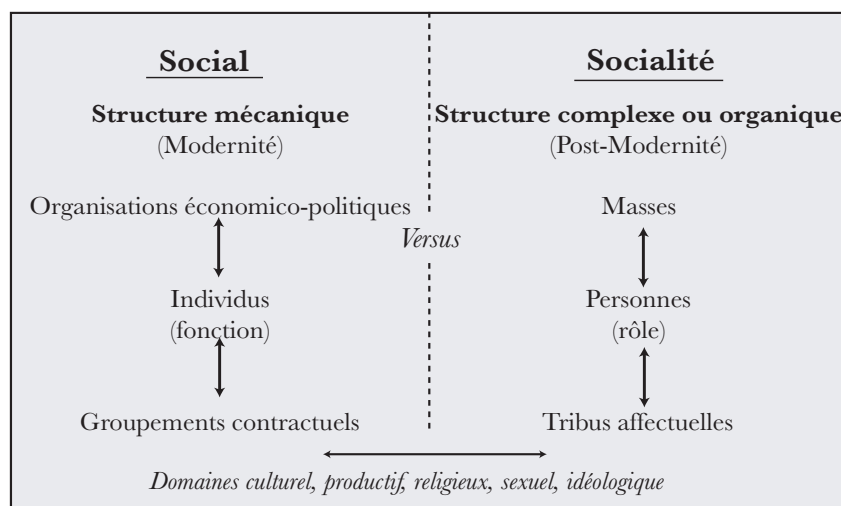 Social
Structure mécanique
(Modernité)
Organisations économico-politiques
Individus
(fonction)
Groupements contractuels
Versus
Socialité
Structure complexe ou organique
(Post-Modernité)
Masses
Personnes
(rôle)
Tribus affectuelles
Domaines culturel, productif, religieux, sexuel, idéologique